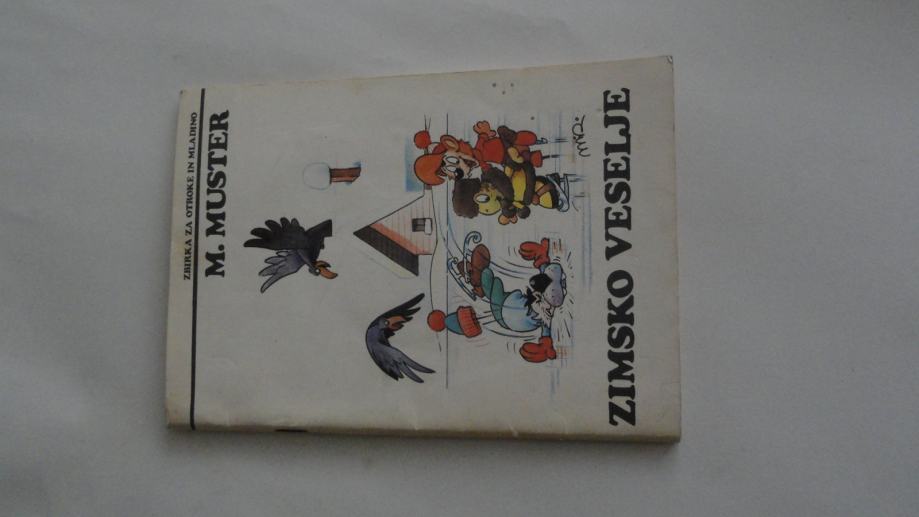 ZBIRKA ZA OTROKE IN MLADINO
M. MUSTER
ZIMSKO VESELJE